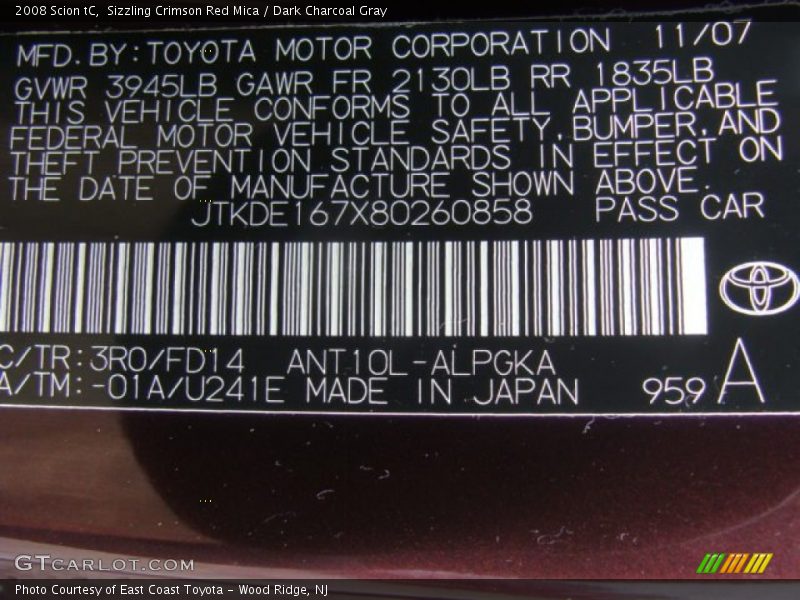 2008 Scion tC, Sizzling Crimson Red Mica / Dark Charcoal Gray
MFD. BY: TOYOTA MOTOR CORPORATION 11/07
GVWR 3945LB GAWR FR 2130LB RR 1835LB
THIS VEHICLE CONFORMS TO ALL APPLICABLE
FEDERAL MOTOR VEHICLE SAFETY, BUMPER, AND
THEFT PREVENTION STANDARDS IN EFFECT ON
THE DATE OF MANUFACTURE SHOWN ABOVE.
JTKDE167X80260858 PASS CAR
C/TR: 3R0/FD14 ANT10L-ALPGKA
A/TM: -01A/U241E MADE IN JAPAN 959 A
GTCARLOT.COM
Photo Courtesy of East Coast Toyota - Wood Ridge, NJ